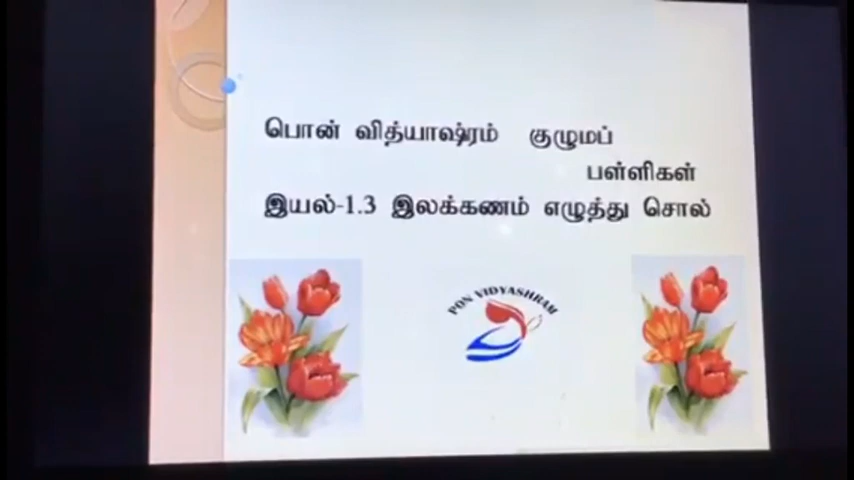 பொன் வித்யாஷ்ரம் குழுமப்
பள்ளிகள்
இயல்-1.3 இலக்கணம் எழுத்து சொல்
PON VIDYASHRAM